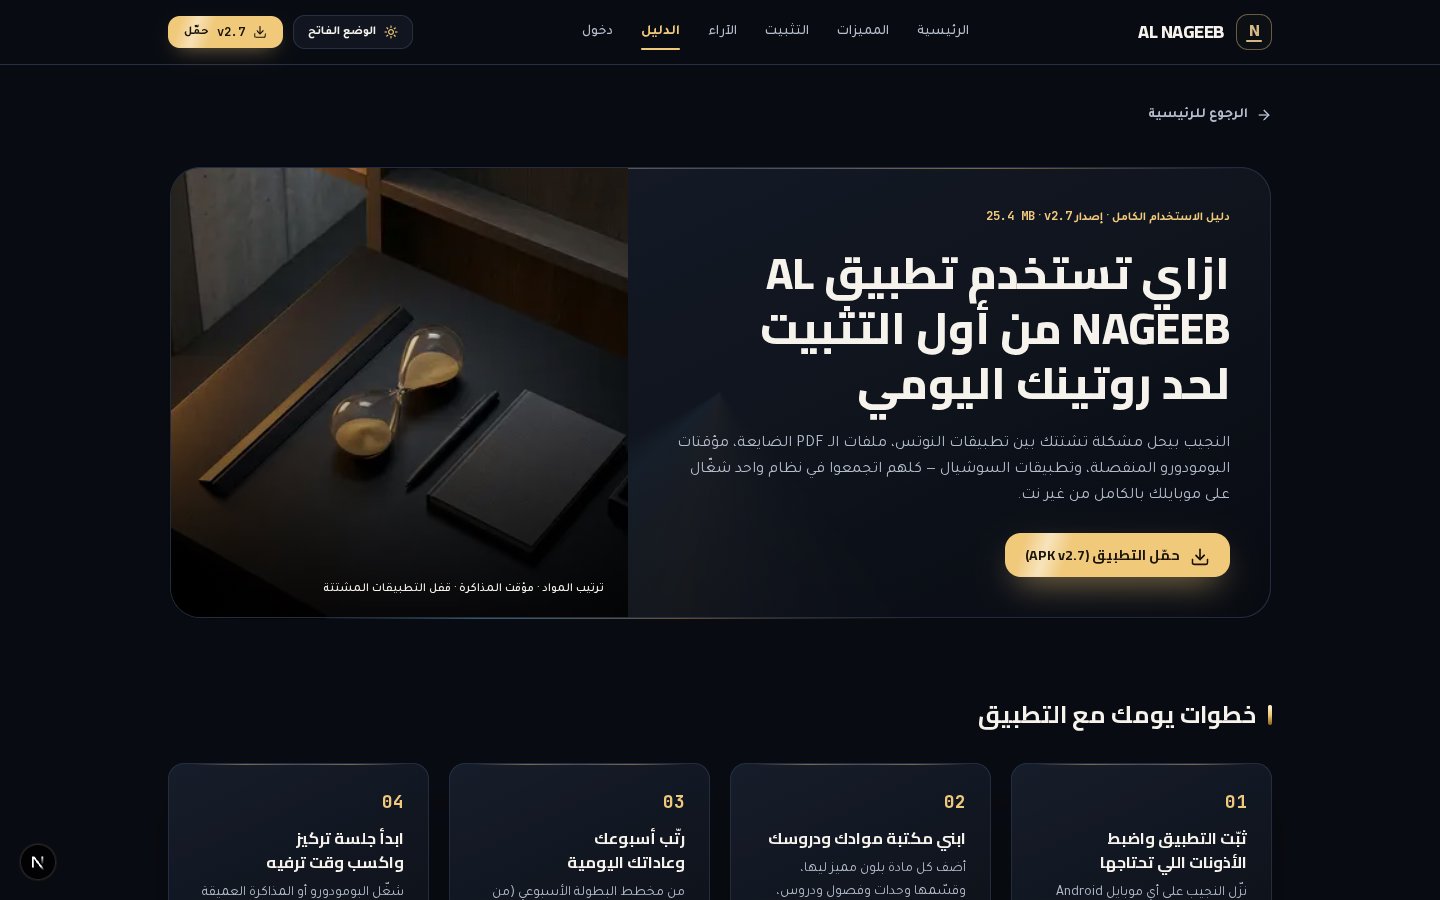 AL NAGEEB
N
الرئيسية
المميزات
التثبيت
الآراء
الدليل
دخول
الوضع الفاتح
حمّل v2.7
الرجوع للرئيسية
دليل الاستخدام الكامل · إصدار v2.7 · 25.4 MB
ازاي تستخدم تطبيق AL
NAGEEB من أول التثبيت
لحد روتينك اليومي
النجيب بيحل مشكلة تشتتك بين تطبيقات النوتس، ملفات الـ PDF الضايعة، مؤقتات
البومودورو المنفصلة، وتطبيقات السوشيال – كلهم اتجمعوا في نظام واحد شغّال
على موبايلك بالكامل من غير نت.
حمّل التطبيق (APK v2.7)
ترتيب المواد · مؤقت المذاكرة · قفل التطبيقات المشتتة
خطوات يومك مع التطبيق
01
ثبّت التطبيق واضبط
الأذونات اللي تحتاجها
نزّل النجيب على أي موبايل Android
02
ابني مكتبة موادك ودروسك
أضف كل مادة بلون مميز ليها،
وقسّمها وحدات وفصول ودروس،
03
رتّب أسبوعك
وعاداتك اليومية
من مخطط البطولة الأسبوعي (من
04
ابدأ جلسة تركيز
واكسب وقت ترفيه
شغّل البومودورو أو المذاكرة العميقة
N